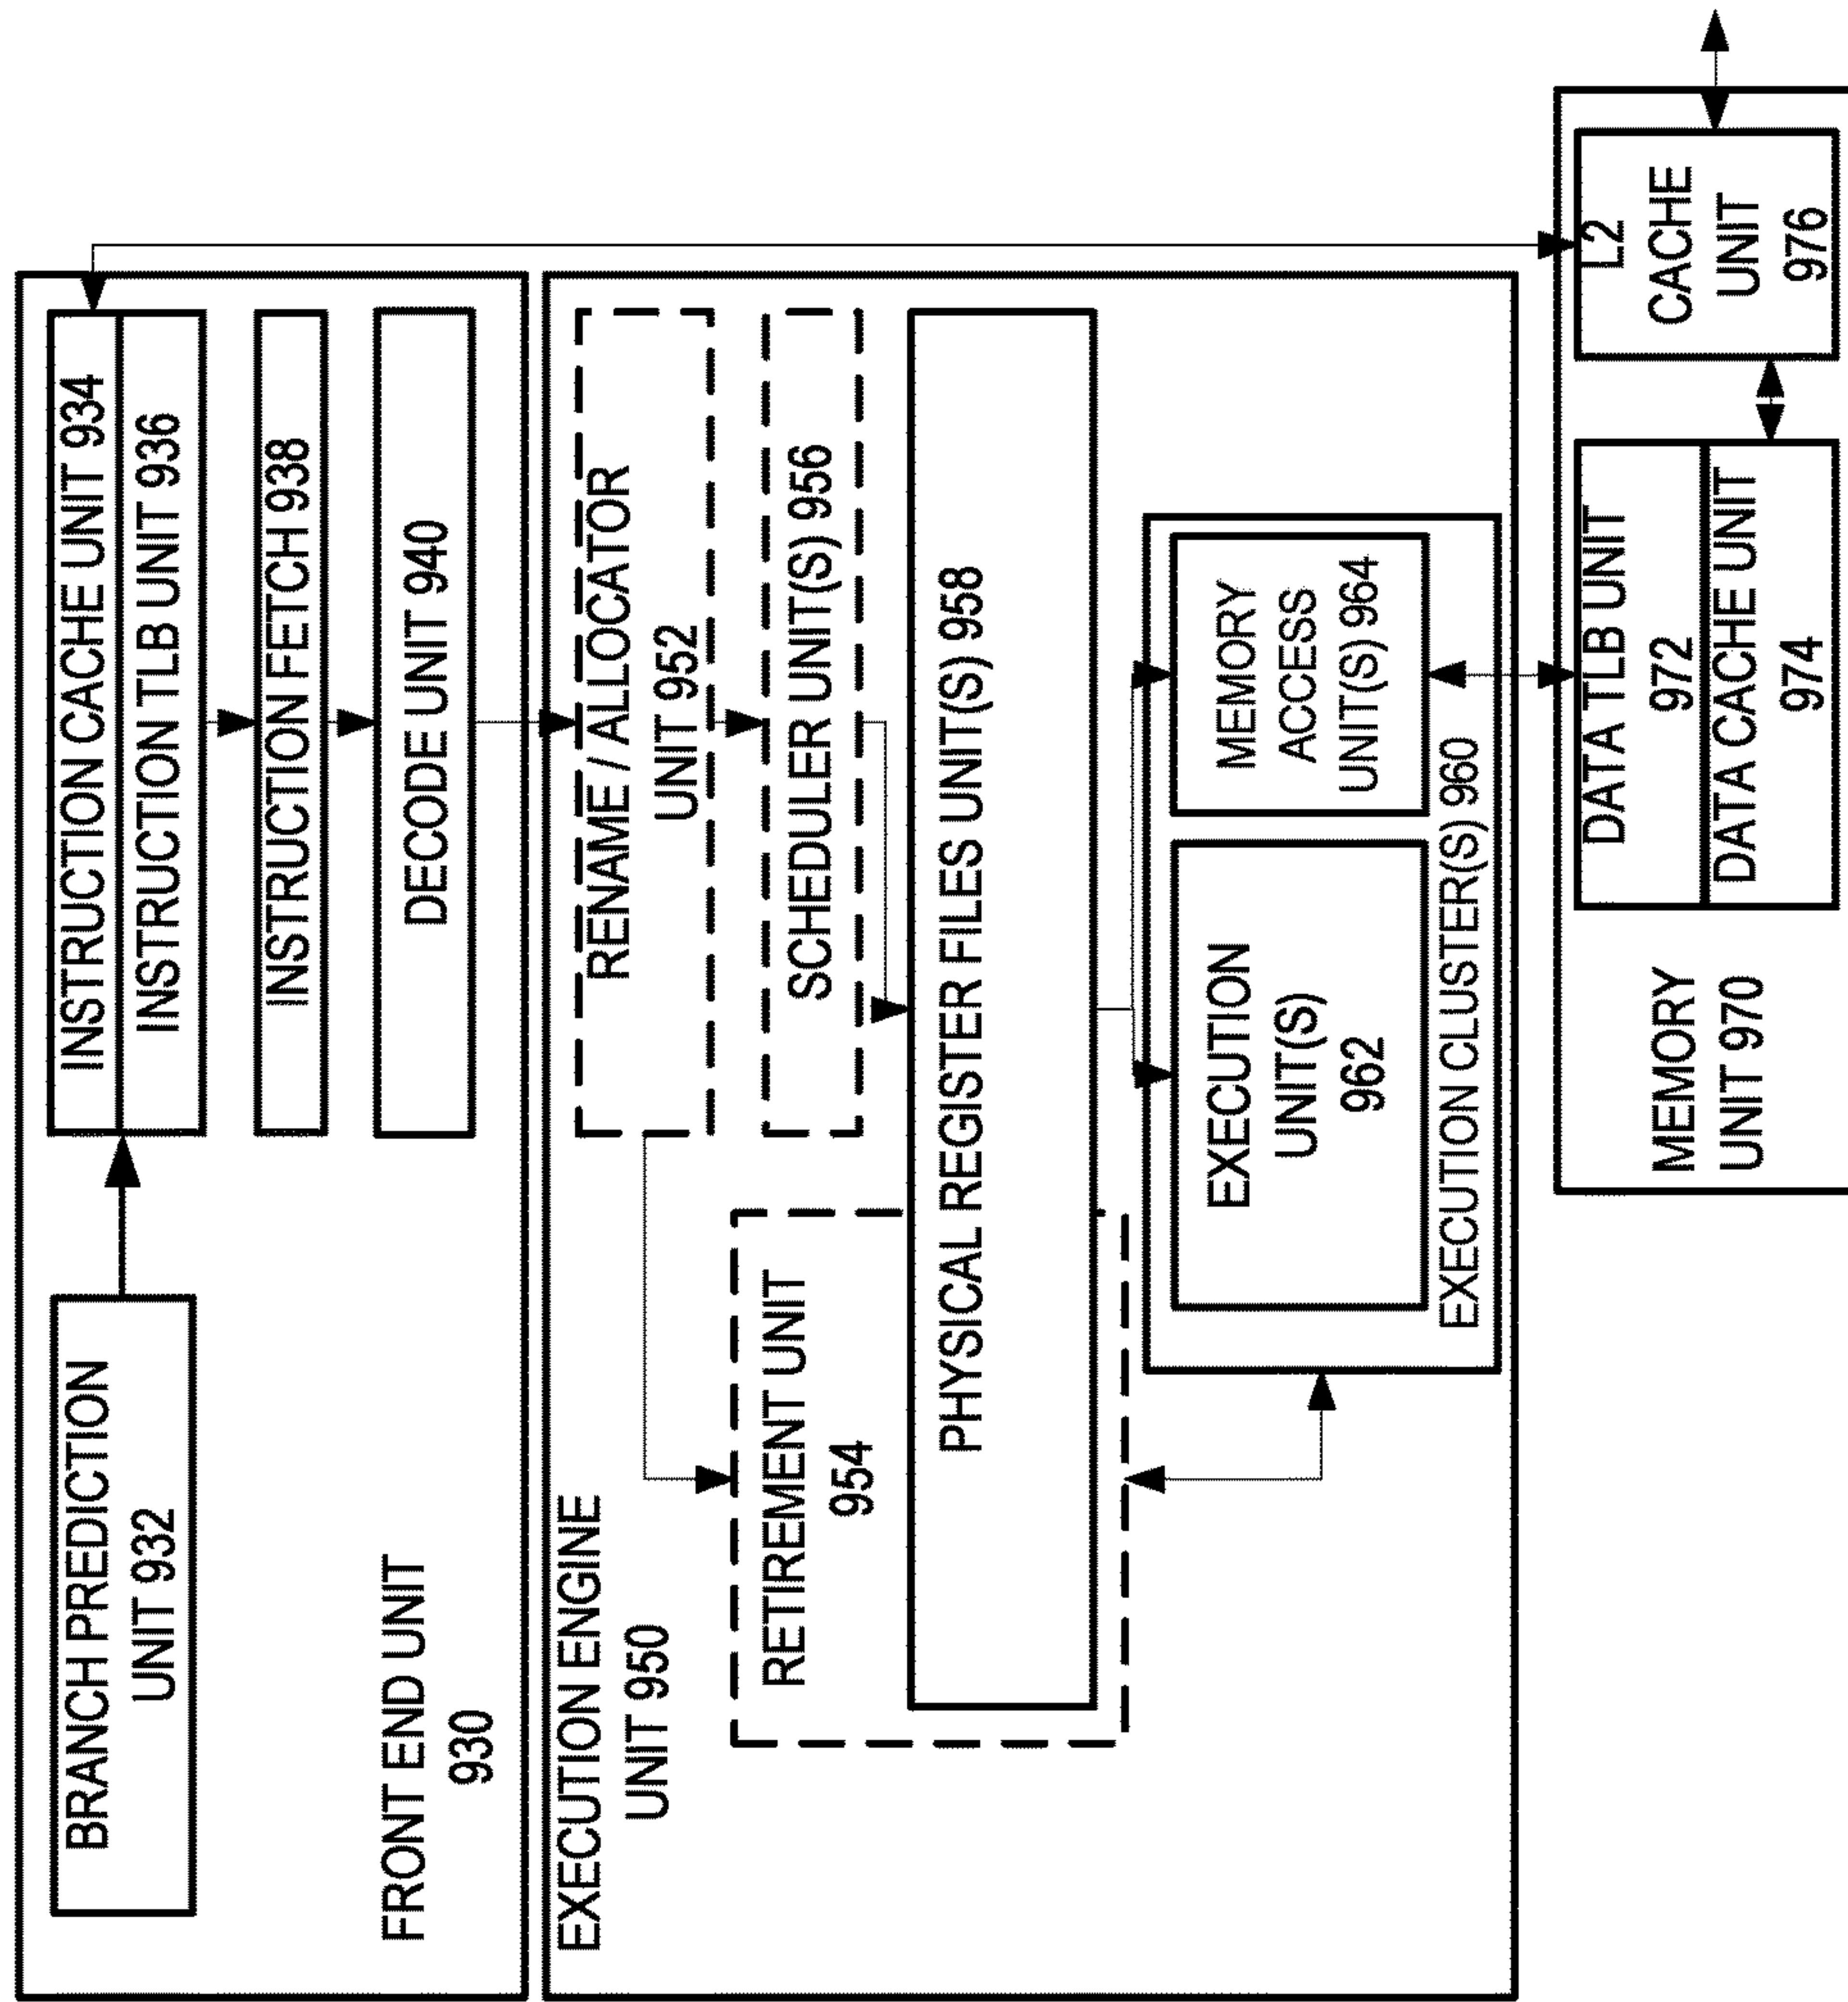 BRANCH PREDICTION
UNIT 932
INSTRUCTION CACHE UNIT 934
INSTRUCTION TLB UNIT 936
INSTRUCTION FETCH 938
FRONT END UNIT
930
DECODE UNIT 940
EXECUTION ENGINE
UNIT 950
RENAME / ALLOCATOR
UNIT 952
RETIREMENT UNIT
954
SCHEDULER UNIT(S) 956
PHYSICAL REGISTER FILES UNIT(S) 958
EXECUTION
UNIT(S)
962
MEMORY
ACCESS
UNIT(S) 964
EXECUTION CLUSTER(S) 960
MEMORY
UNIT 970
DATA TLB UNIT
972
DATA CACHE UNIT
974
L2
CACHE
UNIT
976